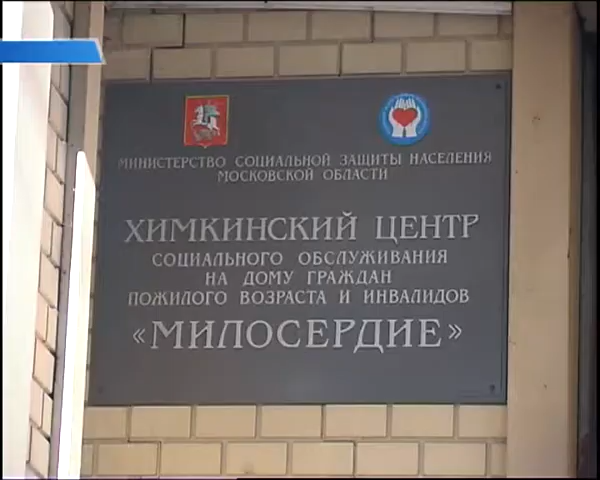 МИНИСТЕРСТВО СОЦИАЛЬНОЙ ЗАЩИТЫ НАСЕЛЕНИЯ
МОСКОВСКОЙ ОБЛАСТИ
ХИМКИНСКИЙ ЦЕНТР
СОЦИАЛЬНОГО ОБСЛУЖИВАНИЯ
НА ДОМУ ГРАЖДАН
ПОЖИЛОГО ВОЗРАСТА И ИНВАЛИДОВ
«МИЛОСЕРДИЕ»